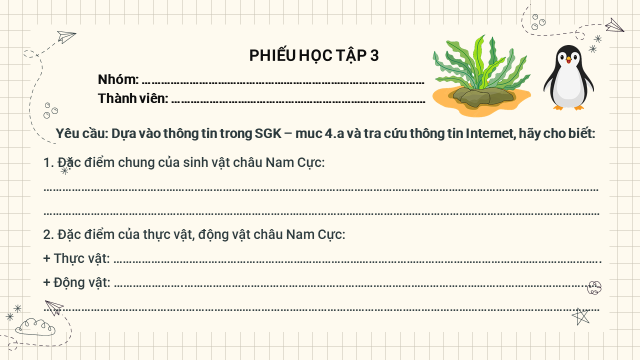 PHIẾU HỌC TẬP 3
Nhóm: ……………………………………………………………………
Thành viên: ……………………………………………………………
Yêu cầu: Dựa vào thông tin trong SGK – muc 4.a và tra cứu thông tin Internet, hãy cho biết:
1. Đặc điểm chung của sinh vật châu Nam Cực:
……………………………………………………………………………………………………………………
……………………………………………………………………………………………………………………
2. Đặc điểm của thực vật, động vật châu Nam Cực:
+ Thực vật: ……………………………………………………………………………………………………
+ Động vật: ……………………………………………………………………………………………………
……………………………………………………………………………………………………………………